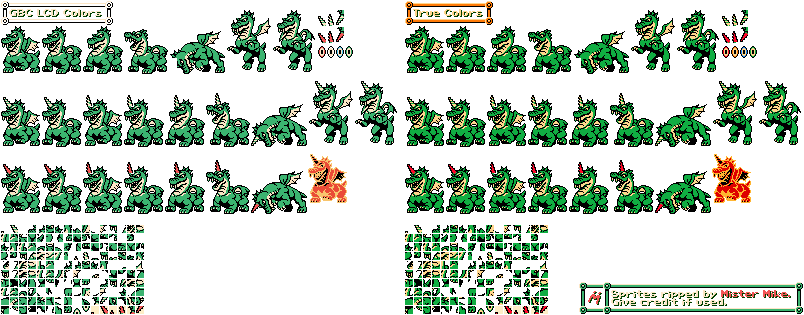 GBC LCD Colors
True Colors
Sprites ripped by Mister Mike.
Give credit if used.